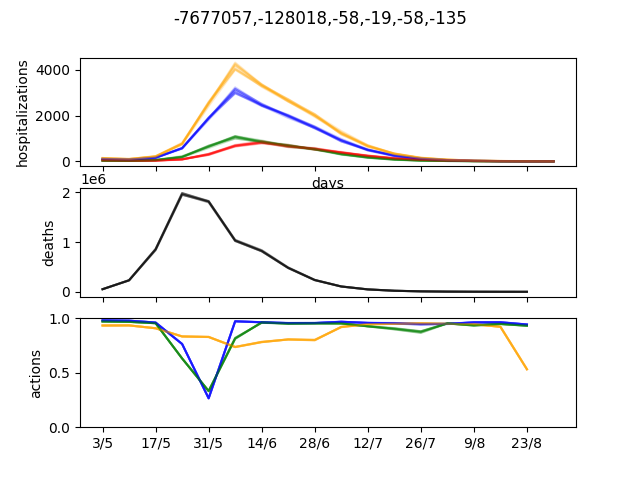 -7677057,-128018,-58,-19,-58,-135
4000
2000
0
hospitalizations
days
1e6
2
1
0
deaths
1.0
0.5
0.0
actions
3/5 17/5 31/5 14/6 28/6 12/7 26/7 9/8 23/8